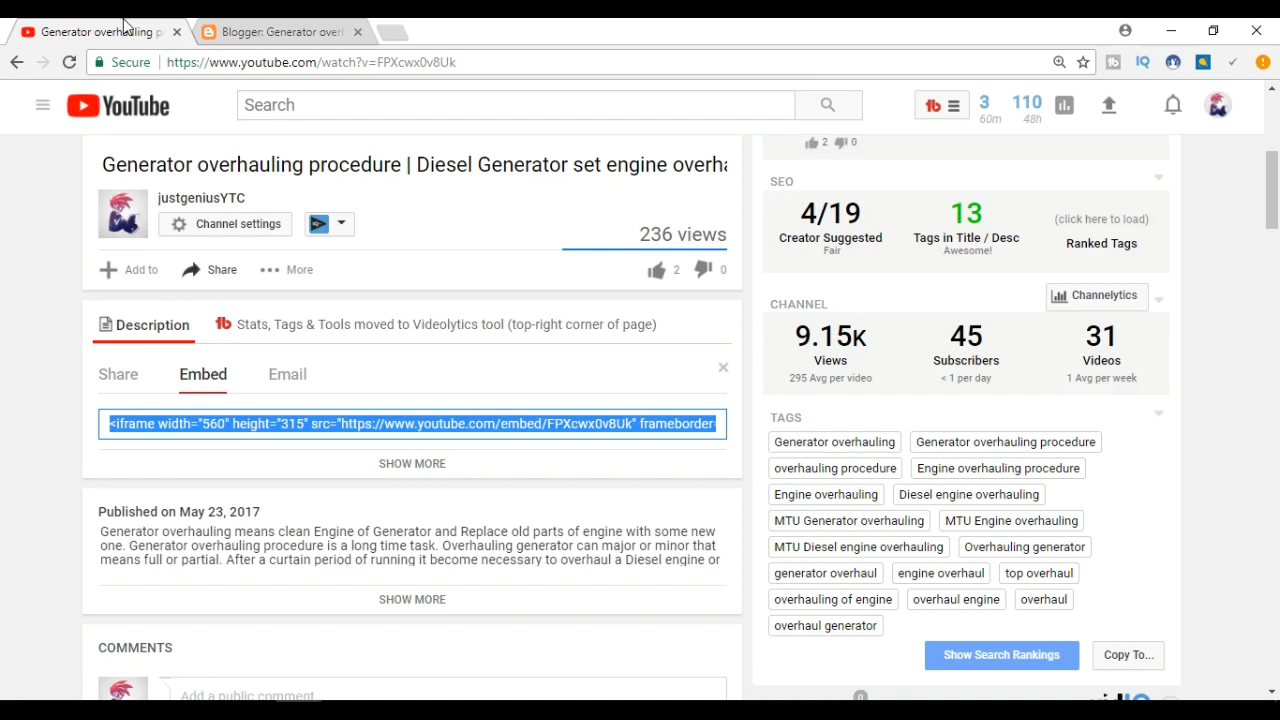 Generator overhauling p
Blogger: Generator overl
Secure
https://www.youtube.com/watch?v=FPXcwx0v8Uk
IQ
YouTube
Search
tb
3
60m
110
48h
Generator overhauling procedure | Diesel Generator set engine overha
justgeniusYTC
Channel settings
236 views
Add to
Share
More
2
0
Description
tb Stats, Tags & Tools moved to Videolytics tool (top-right corner of page)
Share
Embed
Email
<iframe width="560" height="315" src="https://www.youtube.com/embed/FPXcwx0v8Uk" frameborder=
SHOW MORE
Published on May 23, 2017
Generator overhauling means clean Engine of Generator and Replace old parts of engine with some new
one. Generator overhauling procedure is a long time task. Overhauling generator can major or minor that
means full or partial. After a curtain period of running it become necessary to overhaul a Diesel engine or
SHOW MORE
COMMENTS
Add a public comment...
2 0
SEO
4/19
Creator Suggested
Fair
13
Tags in Title / Desc
Awesome!
(click here to load)
Ranked Tags
CHANNEL
Channelytics
9.15K
Views
295 Avg per video
45
Subscribers
< 1 per day
31
Videos
1 Avg per week
TAGS
Generator overhauling
Generator overhauling procedure
overhauling procedure
Engine overhauling procedure
Engine overhauling
Diesel engine overhauling
MTU Generator overhauling
MTU Engine overhauling
MTU Diesel engine overhauling
Overhauling generator
generator overhaul
engine overhaul
top overhaul
overhauling of engine
overhaul engine
overhaul
overhaul generator
Show Search Rankings
Copy To...
0